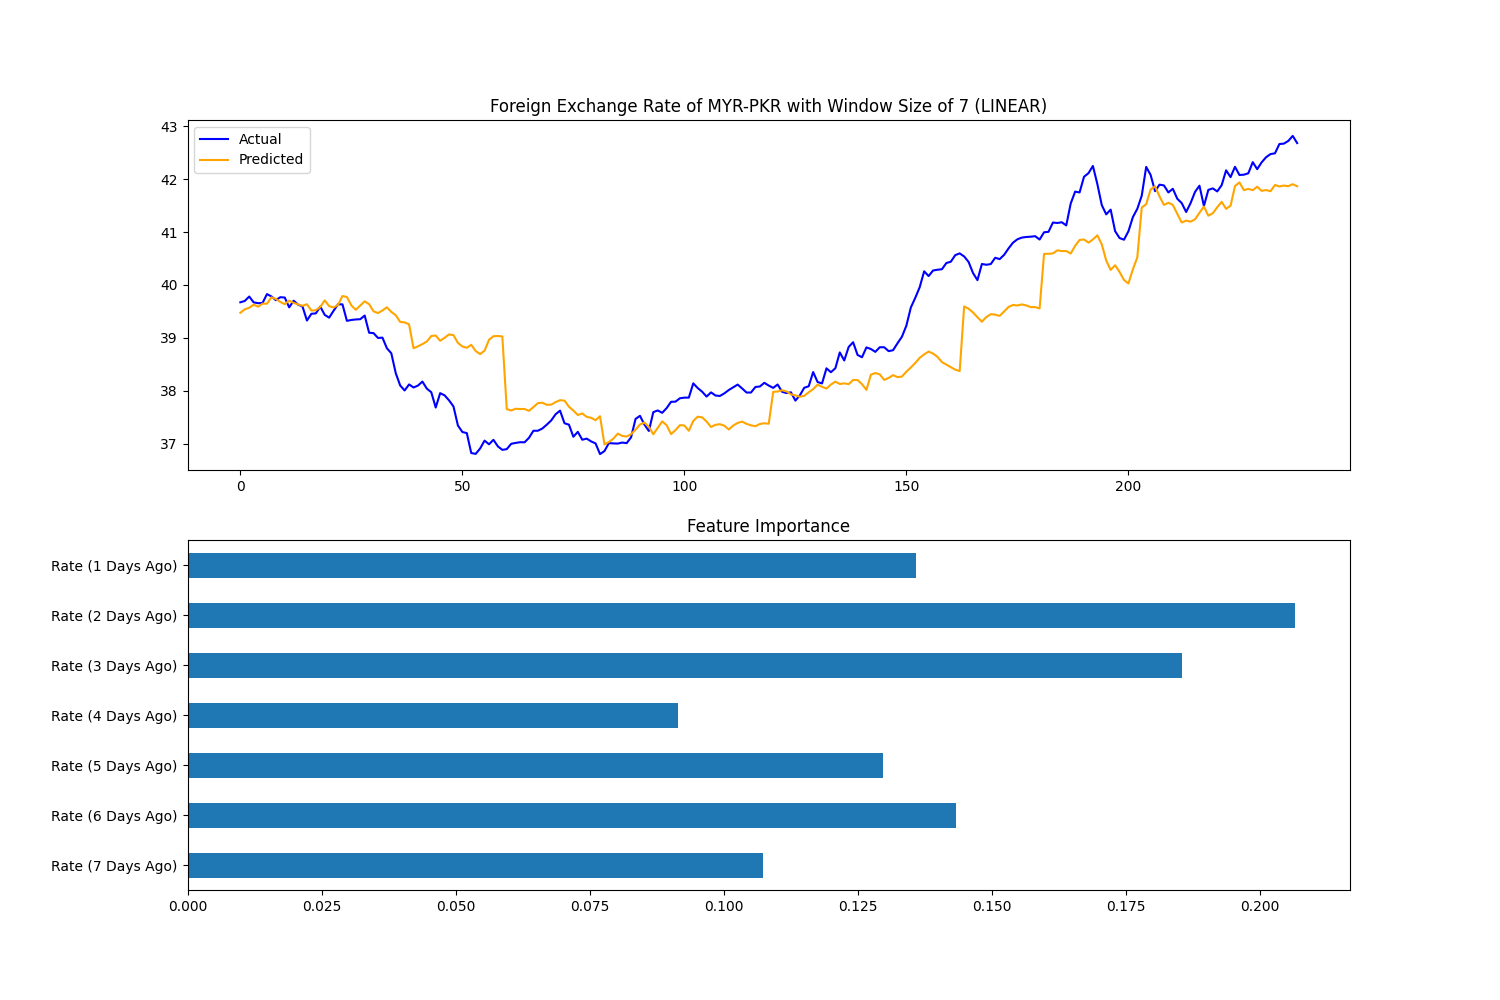 Foreign Exchange Rate of MYR-PKR with Window Size of 7 (LINEAR)
43
42
41
40
39
38
37
Actual
Predicted
0 50 100 150 200
Feature Importance
Rate (1 Days Ago)
Rate (2 Days Ago)
Rate (3 Days Ago)
Rate (4 Days Ago)
Rate (5 Days Ago)
Rate (6 Days Ago)
Rate (7 Days Ago)
0.000 0.025 0.050 0.075 0.100 0.125 0.150 0.175 0.200